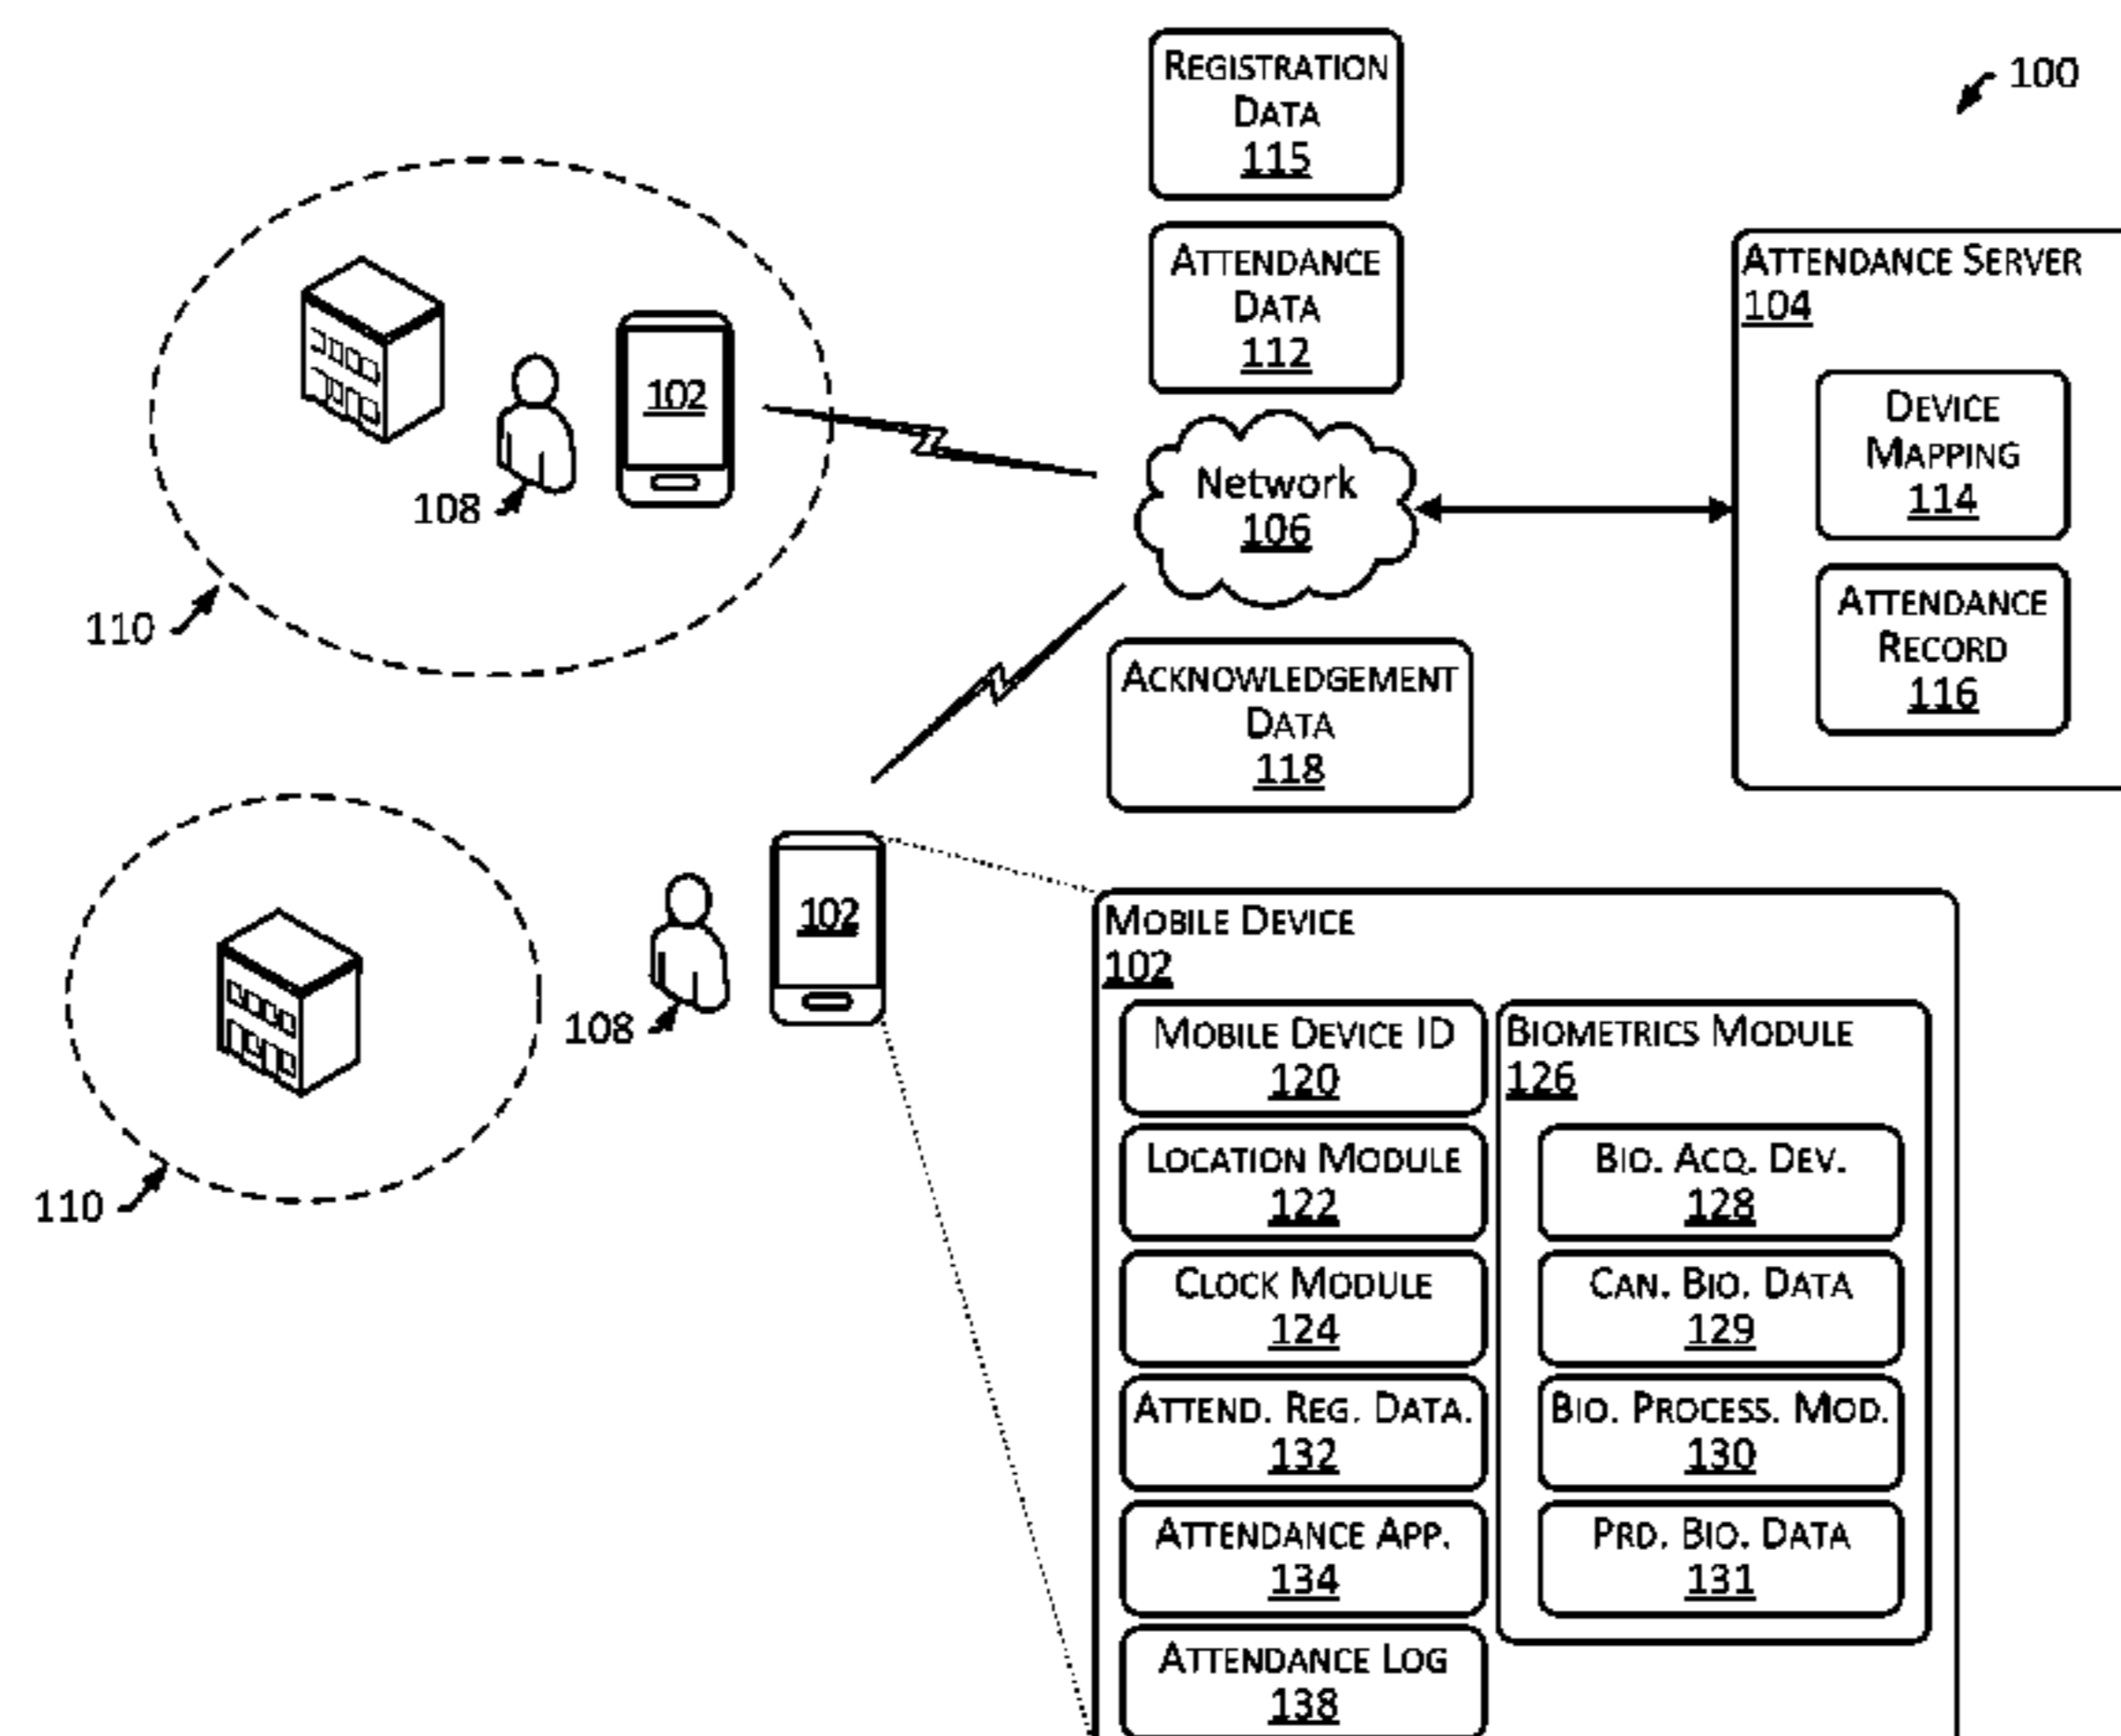 100
REGISTRATION
DATA
115
ATTENDANCE
DATA
112
ATTENDANCE SERVER
104
DEVICE
MAPPING
114
ATTENDANCE
RECORD
116
102
108
110
Network
106
ACKNOWLEDGEMENT
DATA
118
102
108
110
MOBILE DEVICE
102
MOBILE DEVICE ID
120
LOCATION MODULE
122
CLOCK MODULE
124
ATTEND. REG. DATA.
132
ATTENDANCE APP.
134
ATTENDANCE LOG
138
BIOMETRICS MODULE
126
BIO. ACQ. DEV.
128
CAN. BIO. DATA
129
BIO. PROCESS. MOD.
130
PRD. BIO. DATA
131